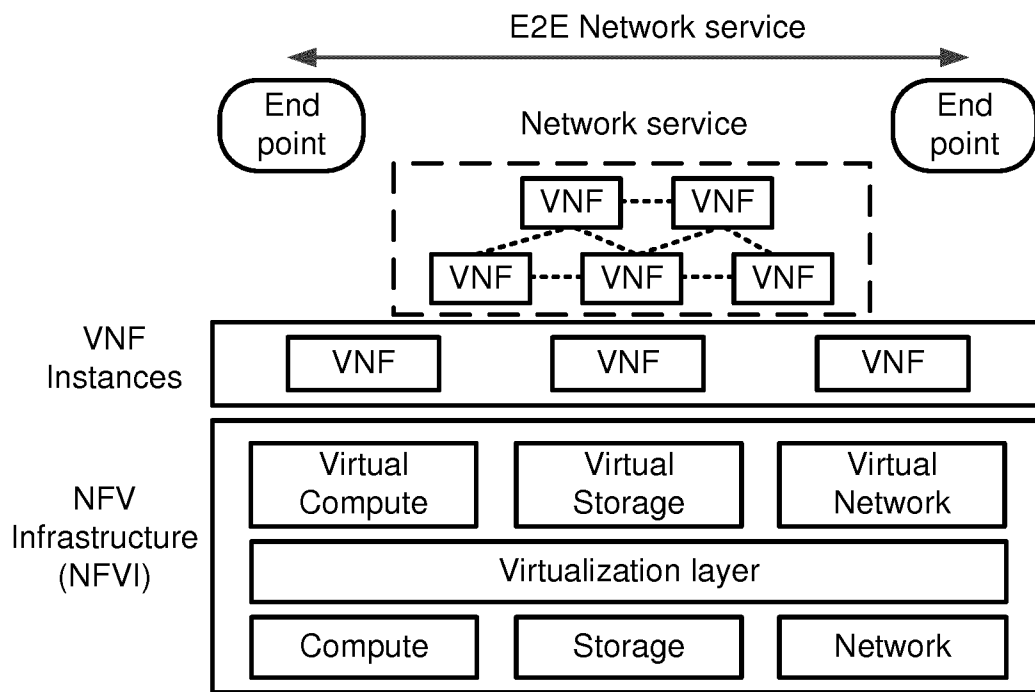 E2E Network service
End
point
End
point
Network service
VNF
VNF
VNF
VNF
VNF
VNF
Instances
VNF
VNF
VNF
NFV
Infrastructure
(NFVI)
Virtual
Compute
Virtual
Storage
Virtual
Network
Virtualization layer
Compute
Storage
Network